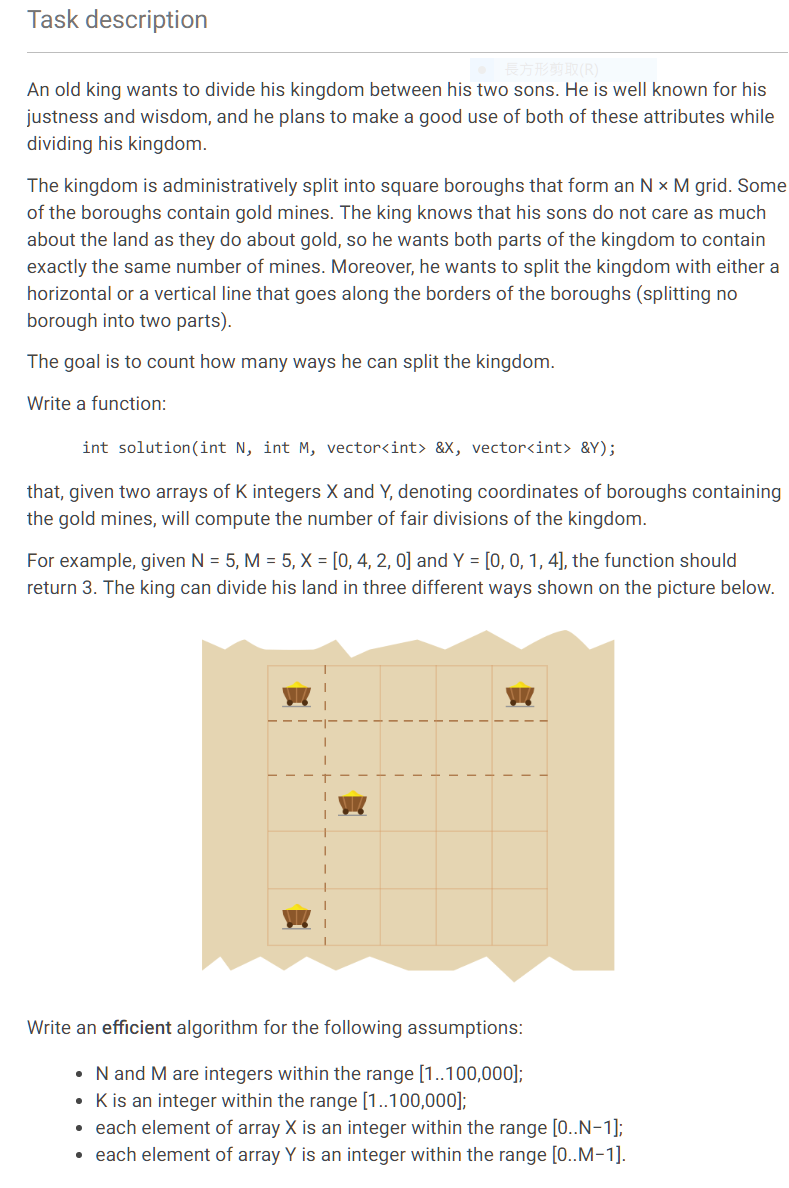 Task description
長方形剪取(R)
An old king wants to divide his kingdom between his two sons. He is well known for his
justness and wisdom, and he plans to make a good use of both of these attributes while
dividing his kingdom.
The kingdom is administratively split into square boroughs that form an N × M grid. Some
of the boroughs contain gold mines. The king knows that his sons do not care as much
about the land as they do about gold, so he wants both parts of the kingdom to contain
exactly the same number of mines. Moreover, he wants to split the kingdom with either a
horizontal or a vertical line that goes along the borders of the boroughs (splitting no
borough into two parts).
The goal is to count how many ways he can split the kingdom.
Write a function:
int solution(int N, int M, vector<int> &X, vector<int> &Y);
that, given two arrays of K integers X and Y, denoting coordinates of boroughs containing
the gold mines, will compute the number of fair divisions of the kingdom.
For example, given N = 5, M = 5, X = [0, 4, 2, 0] and Y = [0, 0, 1, 4], the function should
return 3. The king can divide his land in three different ways shown on the picture below.
Write an efficient algorithm for the following assumptions:
• N and M are integers within the range [1..100,000];
• K is an integer within the range [1..100,000];
• each element of array X is an integer within the range [0..N−1];
• each element of array Y is an integer within the range [0..M−1].